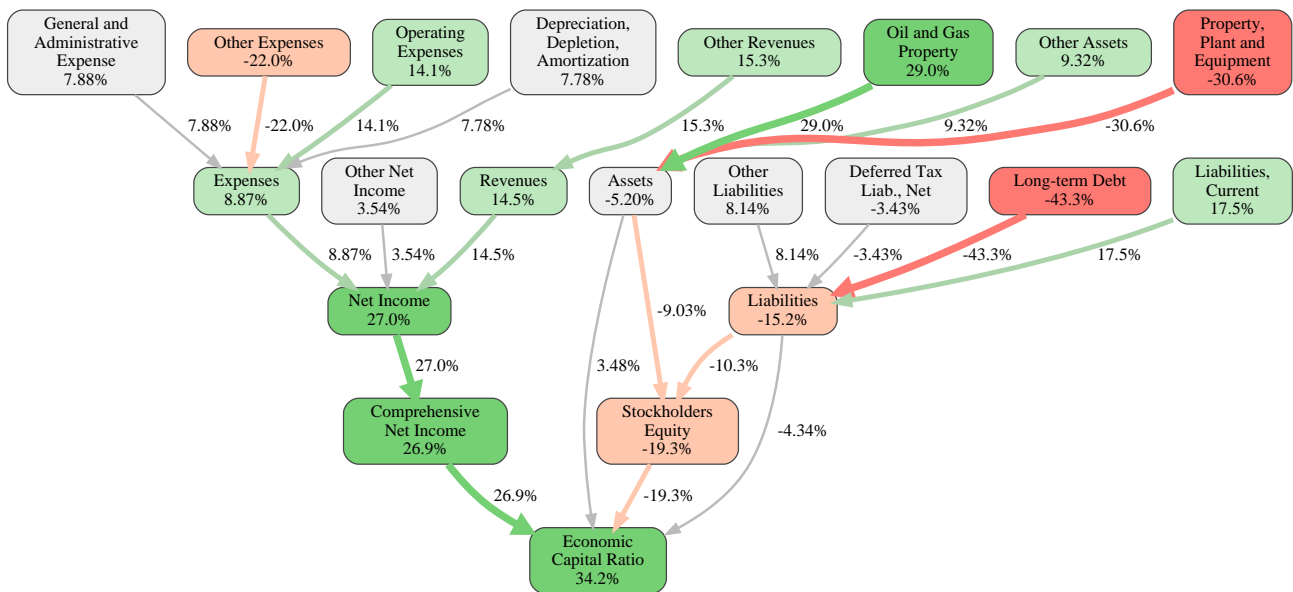 General and
Administrative
Expense
7.88%
Other Expenses
-22.0%
Operating
Expenses
14.1%
Depreciation,
Depletion,
Amortization
7.78%
Other Revenues
15.3%
Oil and Gas
Property
29.0%
Other Assets
9.32%
Property,
Plant and
Equipment
-30.6%
7.88%
-22.0%
14.1%
7.78%
15.3%
29.0%
9.32%
-30.6%
Expenses
8.87%
Other Net
Income
3.54%
Revenues
14.5%
Assets
-5.20%
Other
Liabilities
8.14%
Deferred Tax
Liab., Net
-3.43%
Long-term Debt
-43.3%
Liabilities,
Current
17.5%
8.87%
3.54%
14.5%
8.14%
-3.43%
-43.3%
17.5%
Net Income
27.0%
-9.03%
Liabilities
-15.2%
27.0%
3.48%
-10.3%
Comprehensive
Net Income
26.9%
Stockholders
Equity
-19.3%
-4.34%
26.9%
-19.3%
Economic
Capital Ratio
34.2%